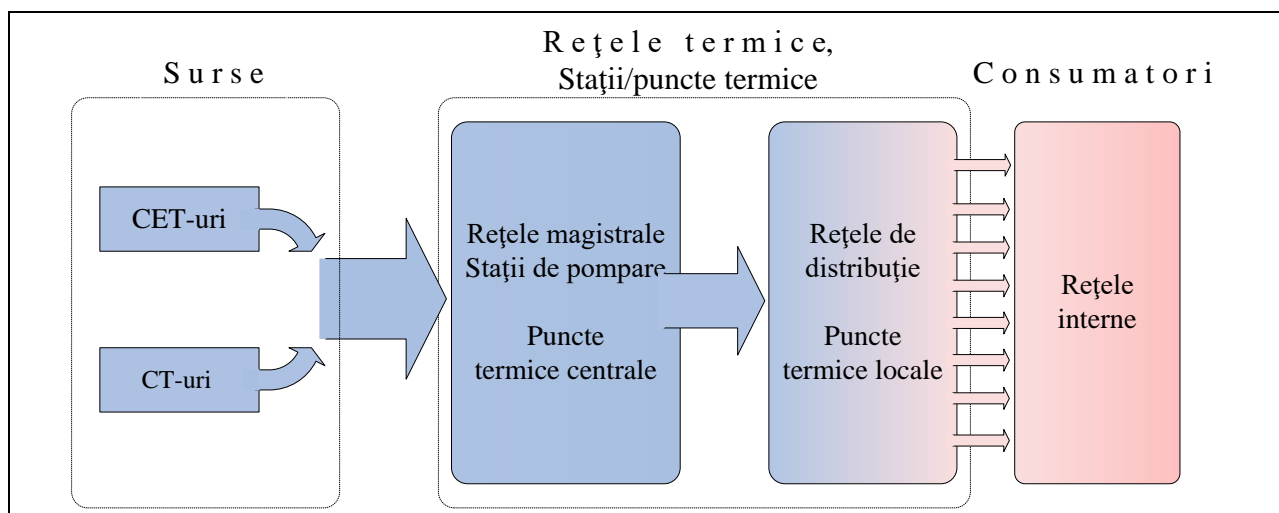 Surse
Reţele termice,
Staţii/puncte termice
Consumatori
CET-uri
CT-uri
Reţele magistrale
Staţii de pompare
Puncte
termice centrale
Reţele de
distribuţie
Puncte
termice locale
Reţele
interne